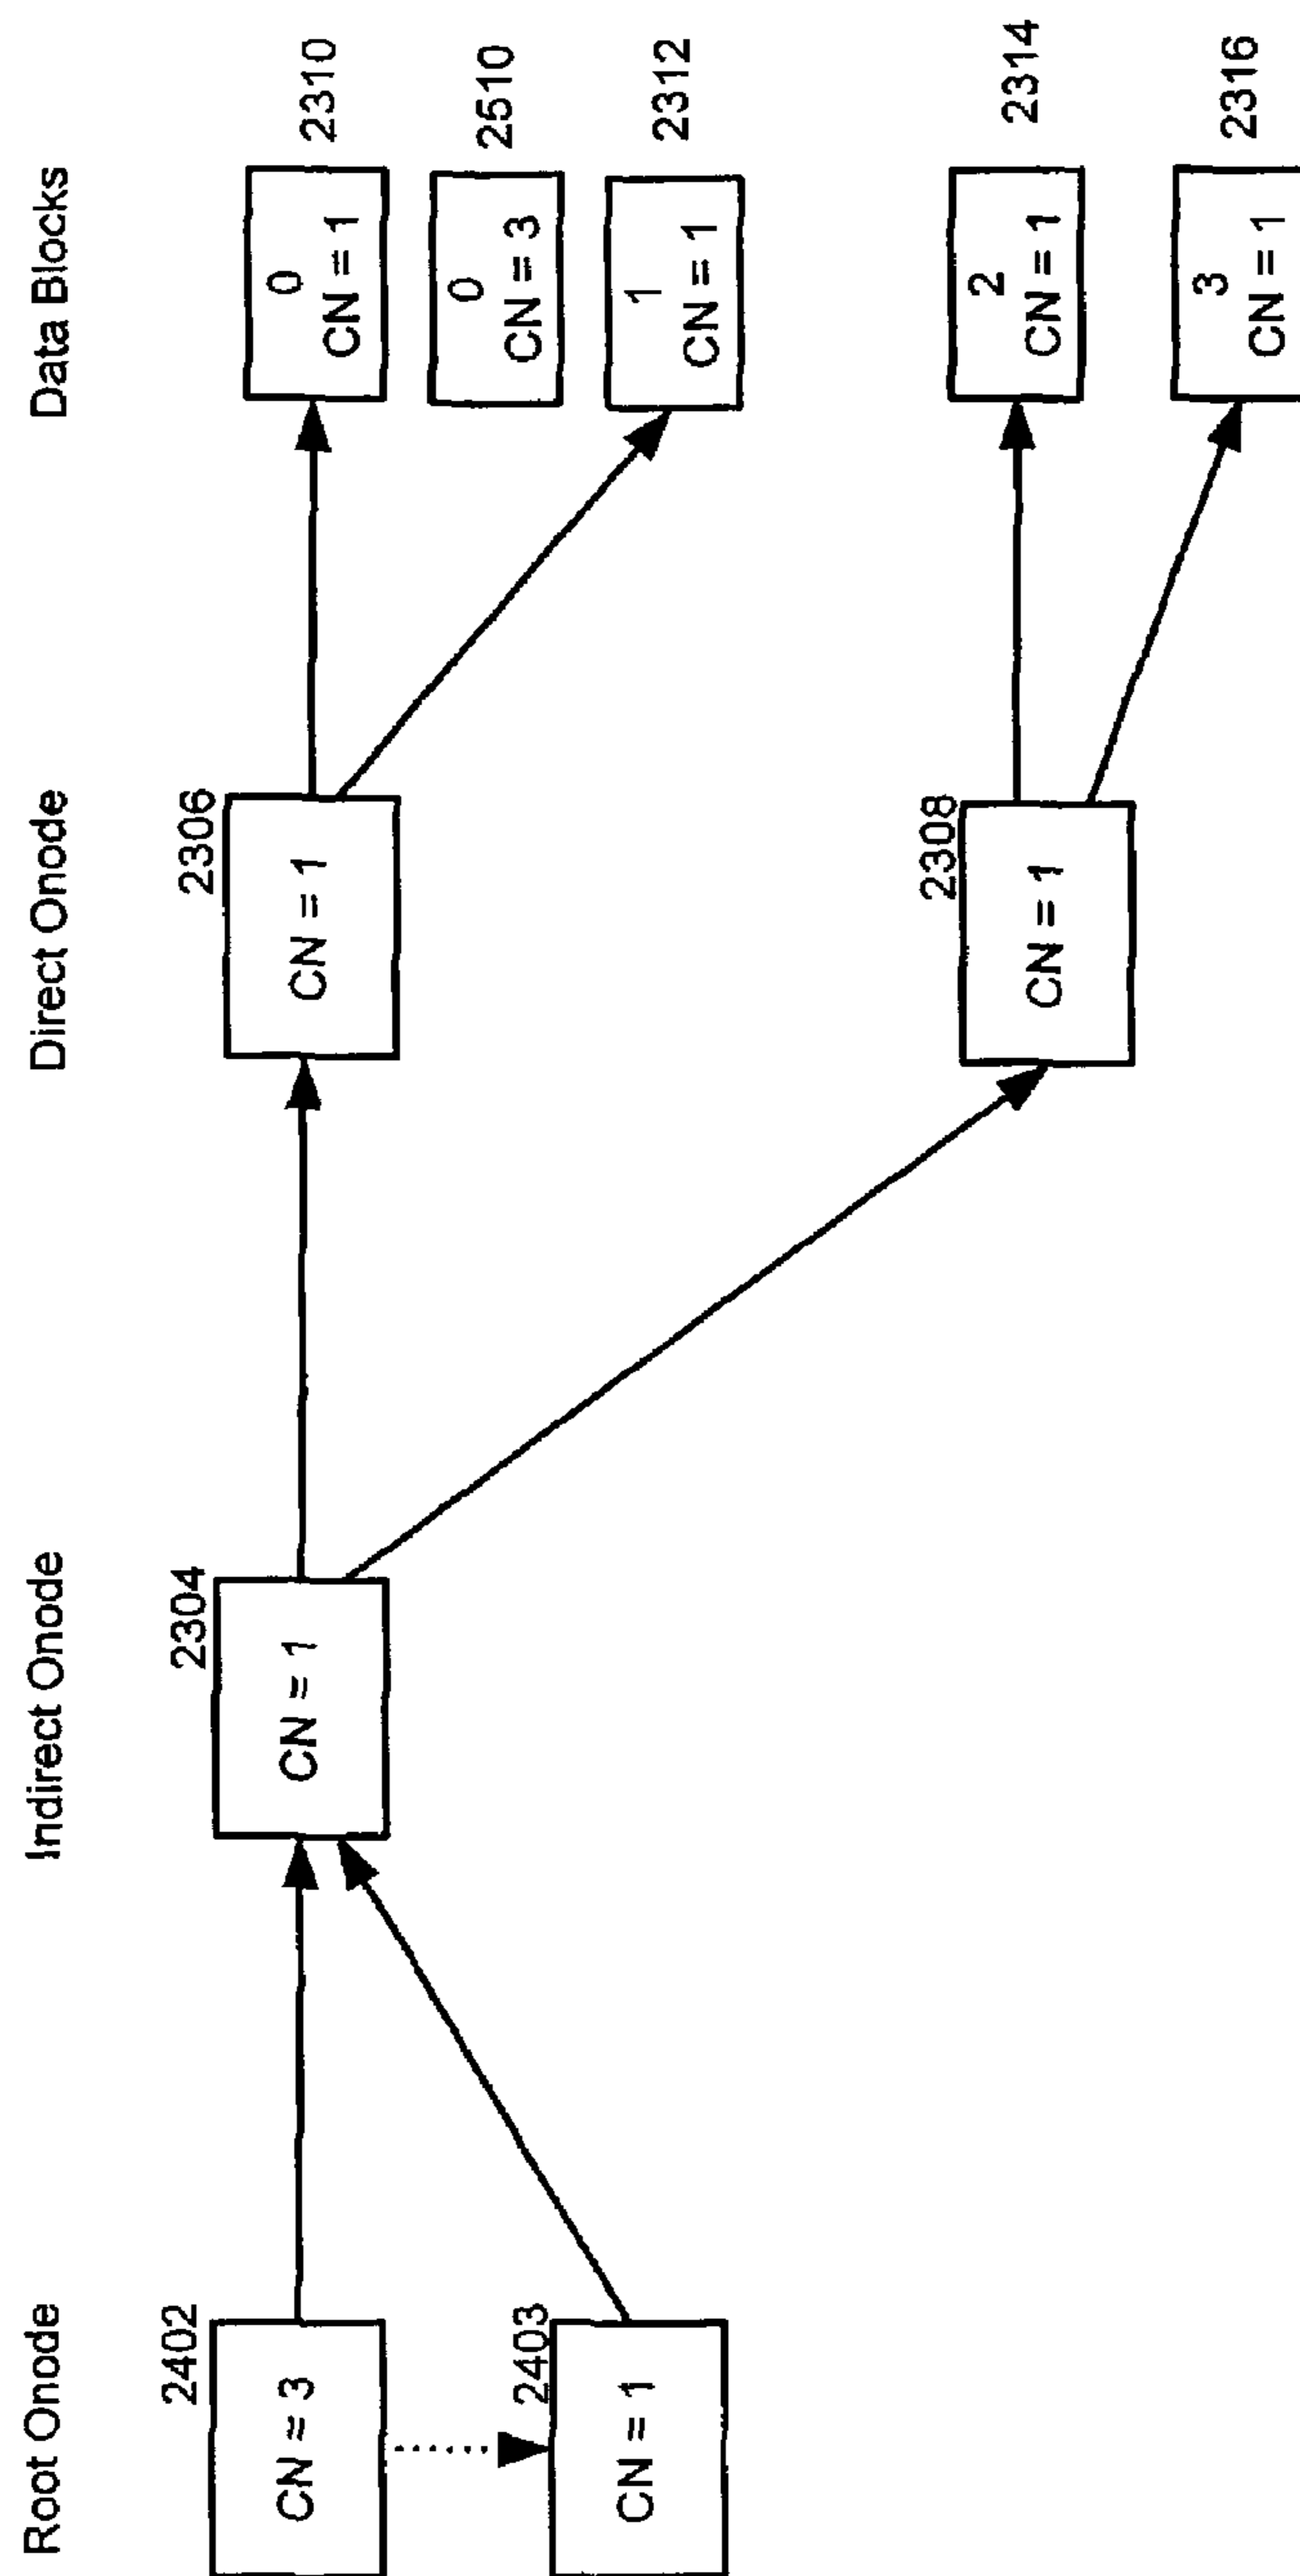 Root Onode
Indirect Onode
Direct Onode
Data Blocks
2402
CN = 3
2403
CN = 1
2304
CN = 1
2306
CN = 1
2308
CN = 1
0
CN = 1
2310
0
CN = 3
2510
1
CN = 1
2312
2
CN = 1
2314
3
CN = 1
2316